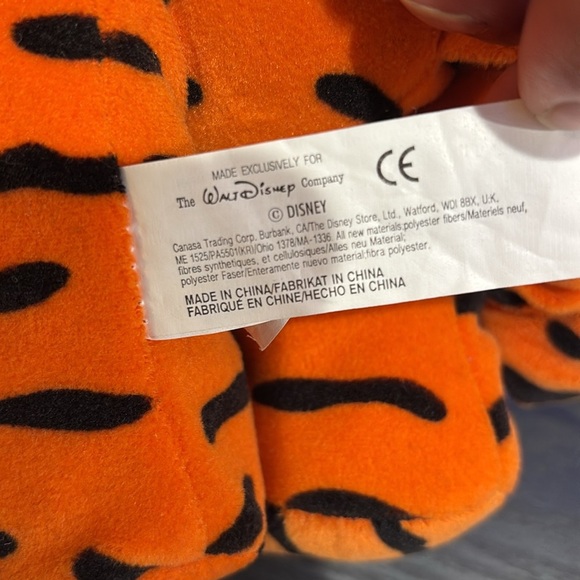 MADE EXCLUSIVELY FOR
The Walt Disney Company
© DISNEY
CE
Canasa Trading Corp. Burbank, CA/The Disney Store, Ltd., Watford, WD1 8BX, U.K.
ME 1525/PA5501(KR)/Ohio 1378/MA-1336. All new materials:polyester fibers/Materiels neuf,
fibres synthetiques, et cellulosiques/Alles neu Material;
polyester Faser/Enteramente nuevo material:fibra polyester.
MADE IN CHINA/FABRIKAT IN CHINA
FABRIQUÉ EN CHINE/HECHO EN CHINA